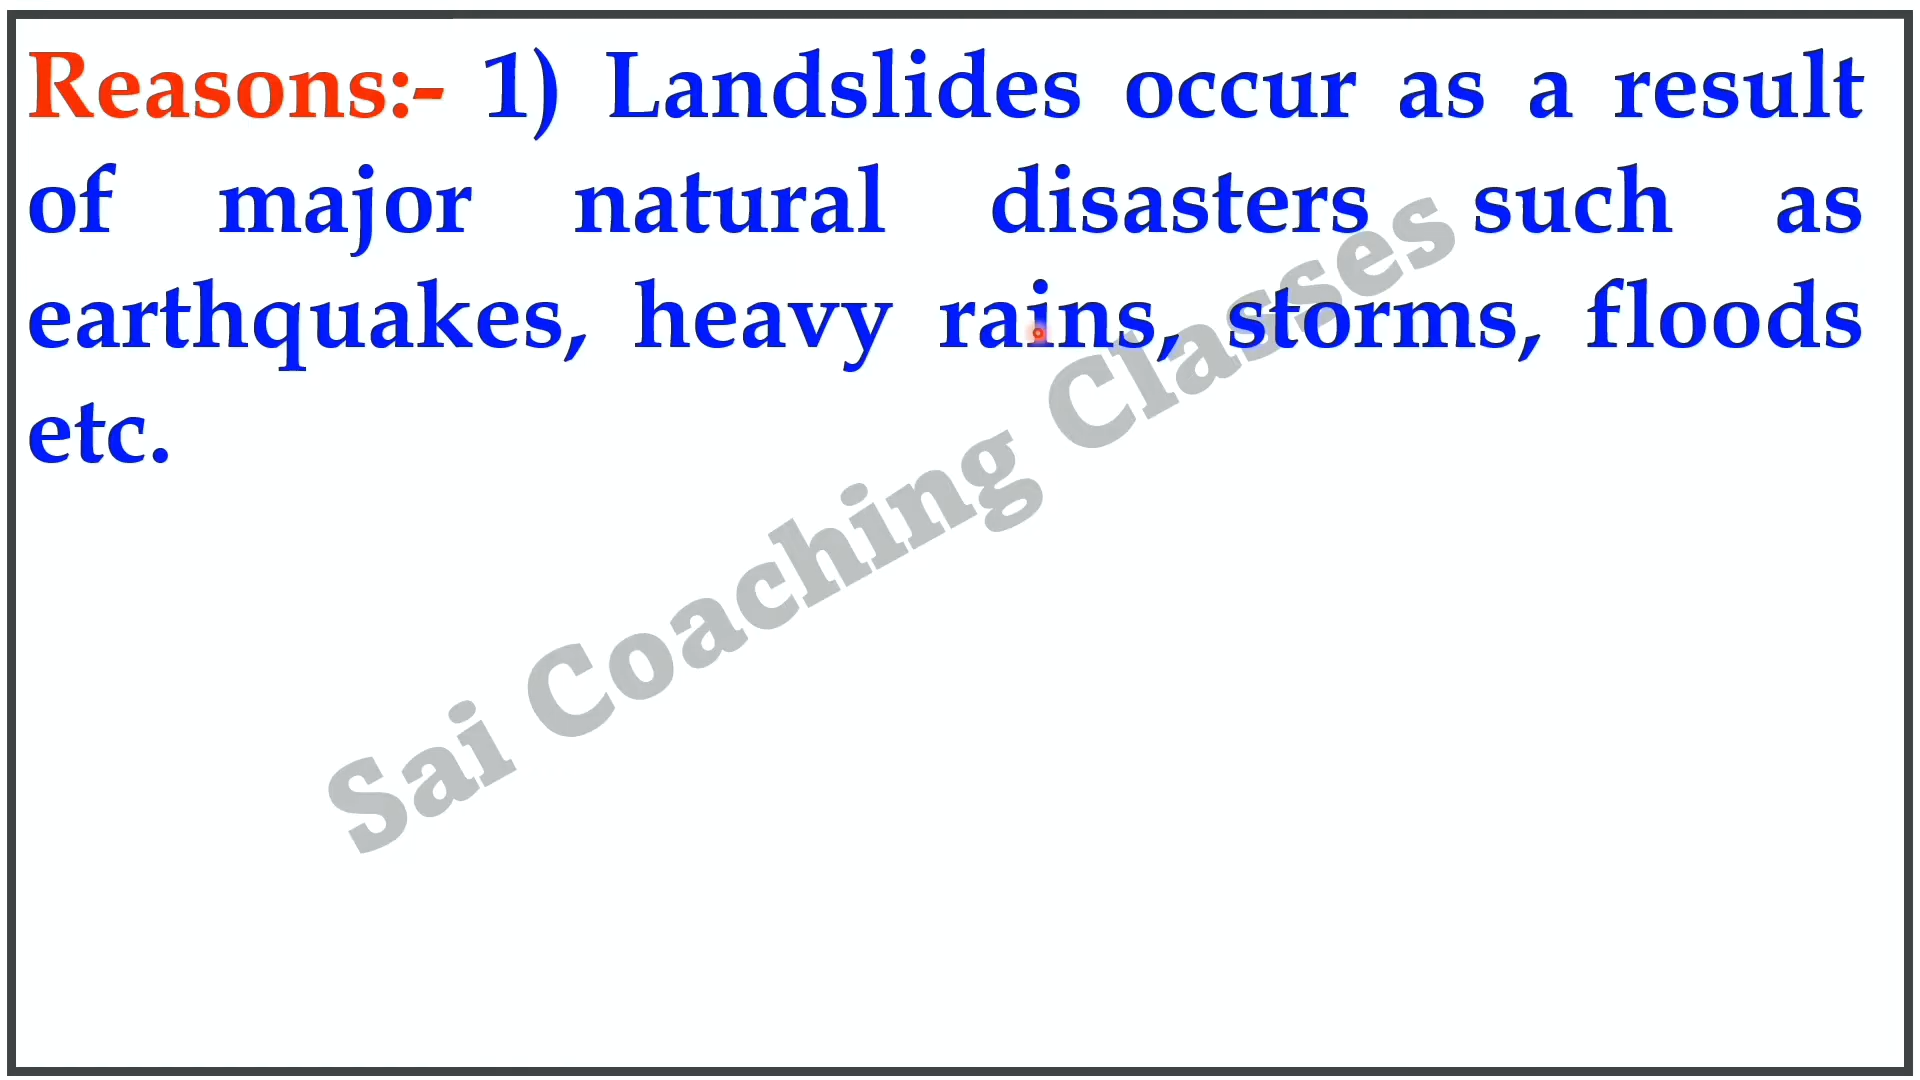 Reasons:- 1) Landslides occur as a result
of major natural disasters such as
earthquakes, heavy rains, storms, floods
etc.
Sai Coaching Classes